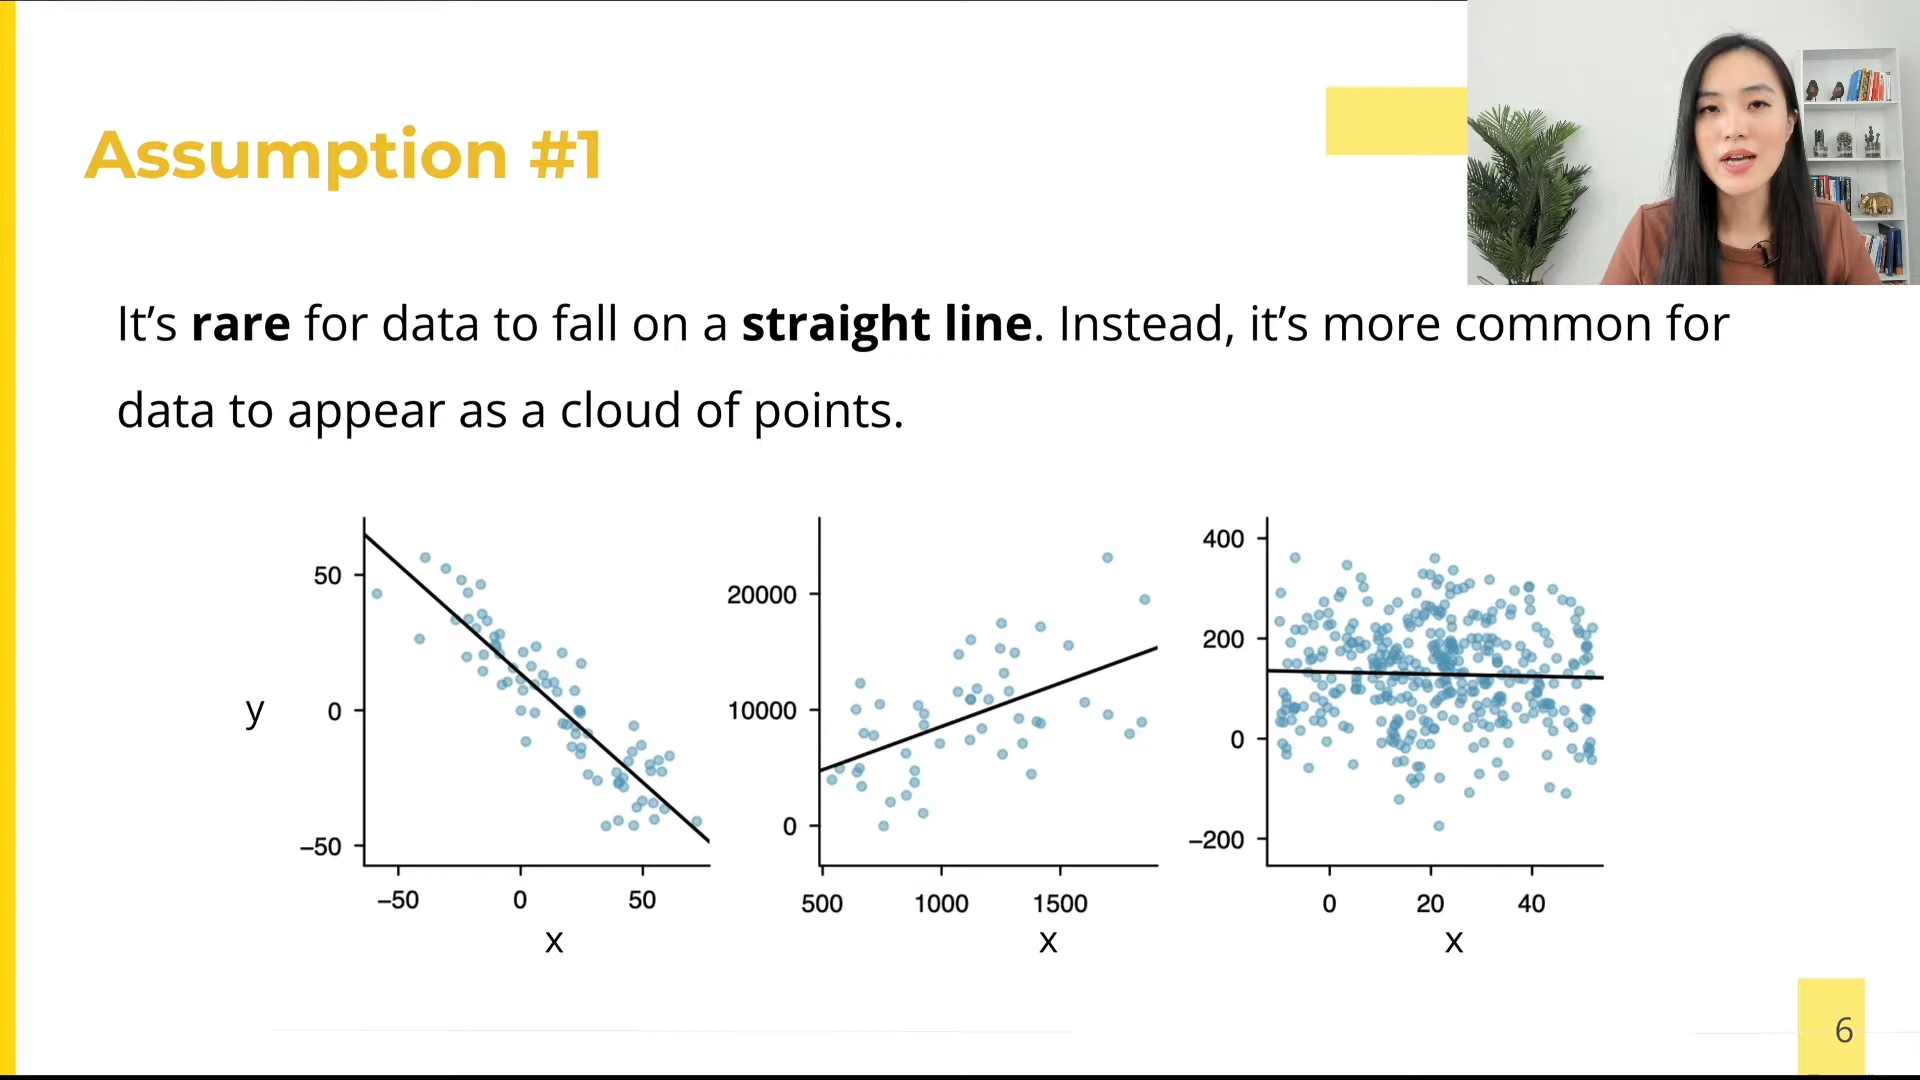 Assumption #1
It’s rare for data to fall on a straight line. Instead, it’s more common for
data to appear as a cloud of points.
y
50
0
−50
−50 0 50
x
20000
10000
0
500 1000 1500
x
400
200
0
−200
0 20 40
x
6